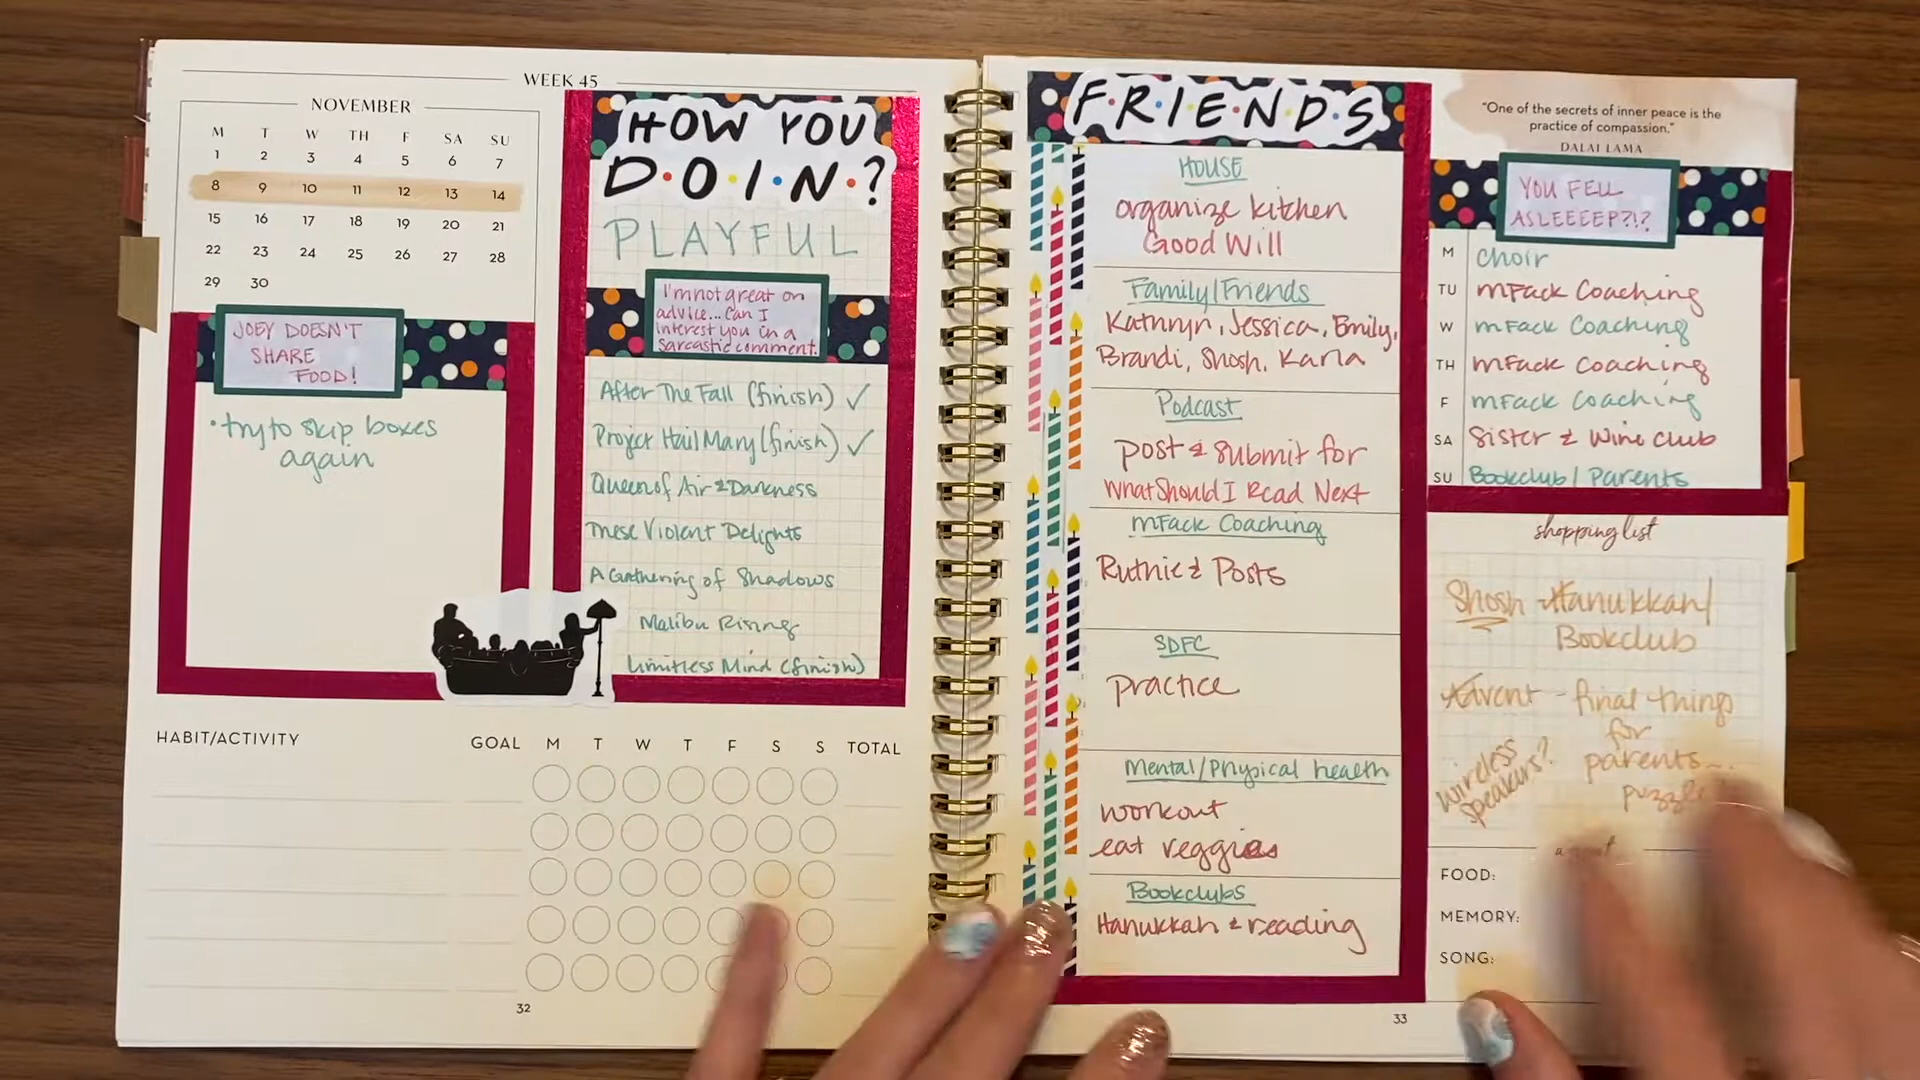 WEEK 45
NOVEMBER
M T W TH F SA SU
1 2 3 4 5 6 7
8 9 10 11 12 13 14
15 16 17 18 19 20 21
22 23 24 25 26 27 28
29 30
JOEY DOESN'T
SHARE
FOOD!
• try to skip boxes
again
HOW YOU
D•O•I•N•?
PLAYFUL
I'm not great on
advice... Can I
interest you in a
sarcastic comment.
After The Fall (finish) ✓
Project Hail Mary (finish) ✓
Queen of Air & Darkness
These Violent Delights
A Gathering of Shadows
Malibu Rising
Limitless Mind (finish)
HABIT/ACTIVITY GOAL M T W T F S S TOTAL
32
F•R•I•E•N•D•S
HOUSE
organize kitchen
Good Will
Family/Friends
Kathryn, Jessica, Emily,
Brandi, Shosh, Karla
Podcast
post & submit for
What Should I Read Next
mFack Coaching
Ruthie & Posts
SDFC
practice
Mental/Physical health
workout
eat veggies
Bookclubs
Hanukkah & reading
33
"One of the secrets of inner peace is the
practice of compassion."
DALAI LAMA
YOU FELL
ASLEEEEP?!?
M Choir
TU mFack Coaching
W mFack Coaching
TH mFack Coaching
F mFack Coaching
SA Sister & Wine Club
SU Bookclub/Parents
shopping list
Shosh - Hanukkah/
Bookclub
Advent - final things
for
parents...
puzzle
wireless
speakers?
FOOD:
MEMORY:
SONG: